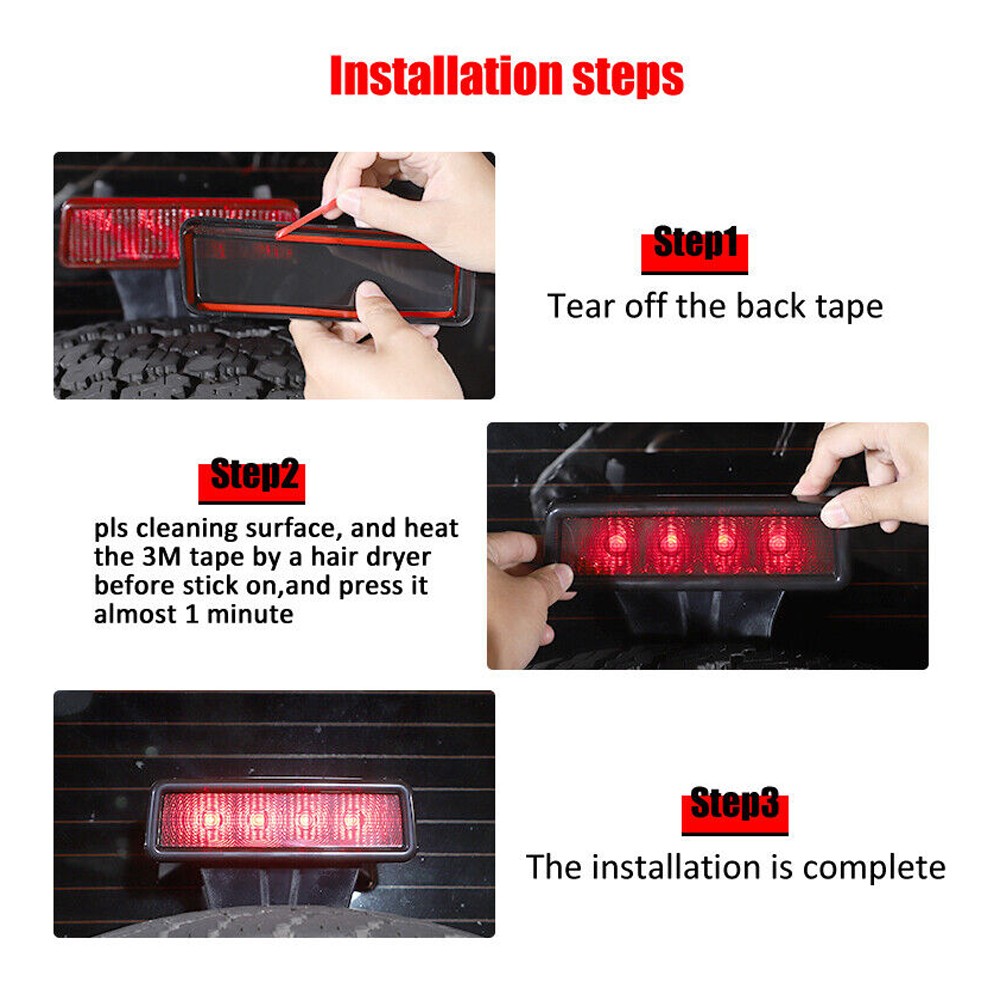 Installation steps
Step1
Tear off the back tape
Step2
pls cleaning surface, and heat
the 3M tape by a hair dryer
before stick on,and press it
almost 1 minute
Step3
The installation is complete